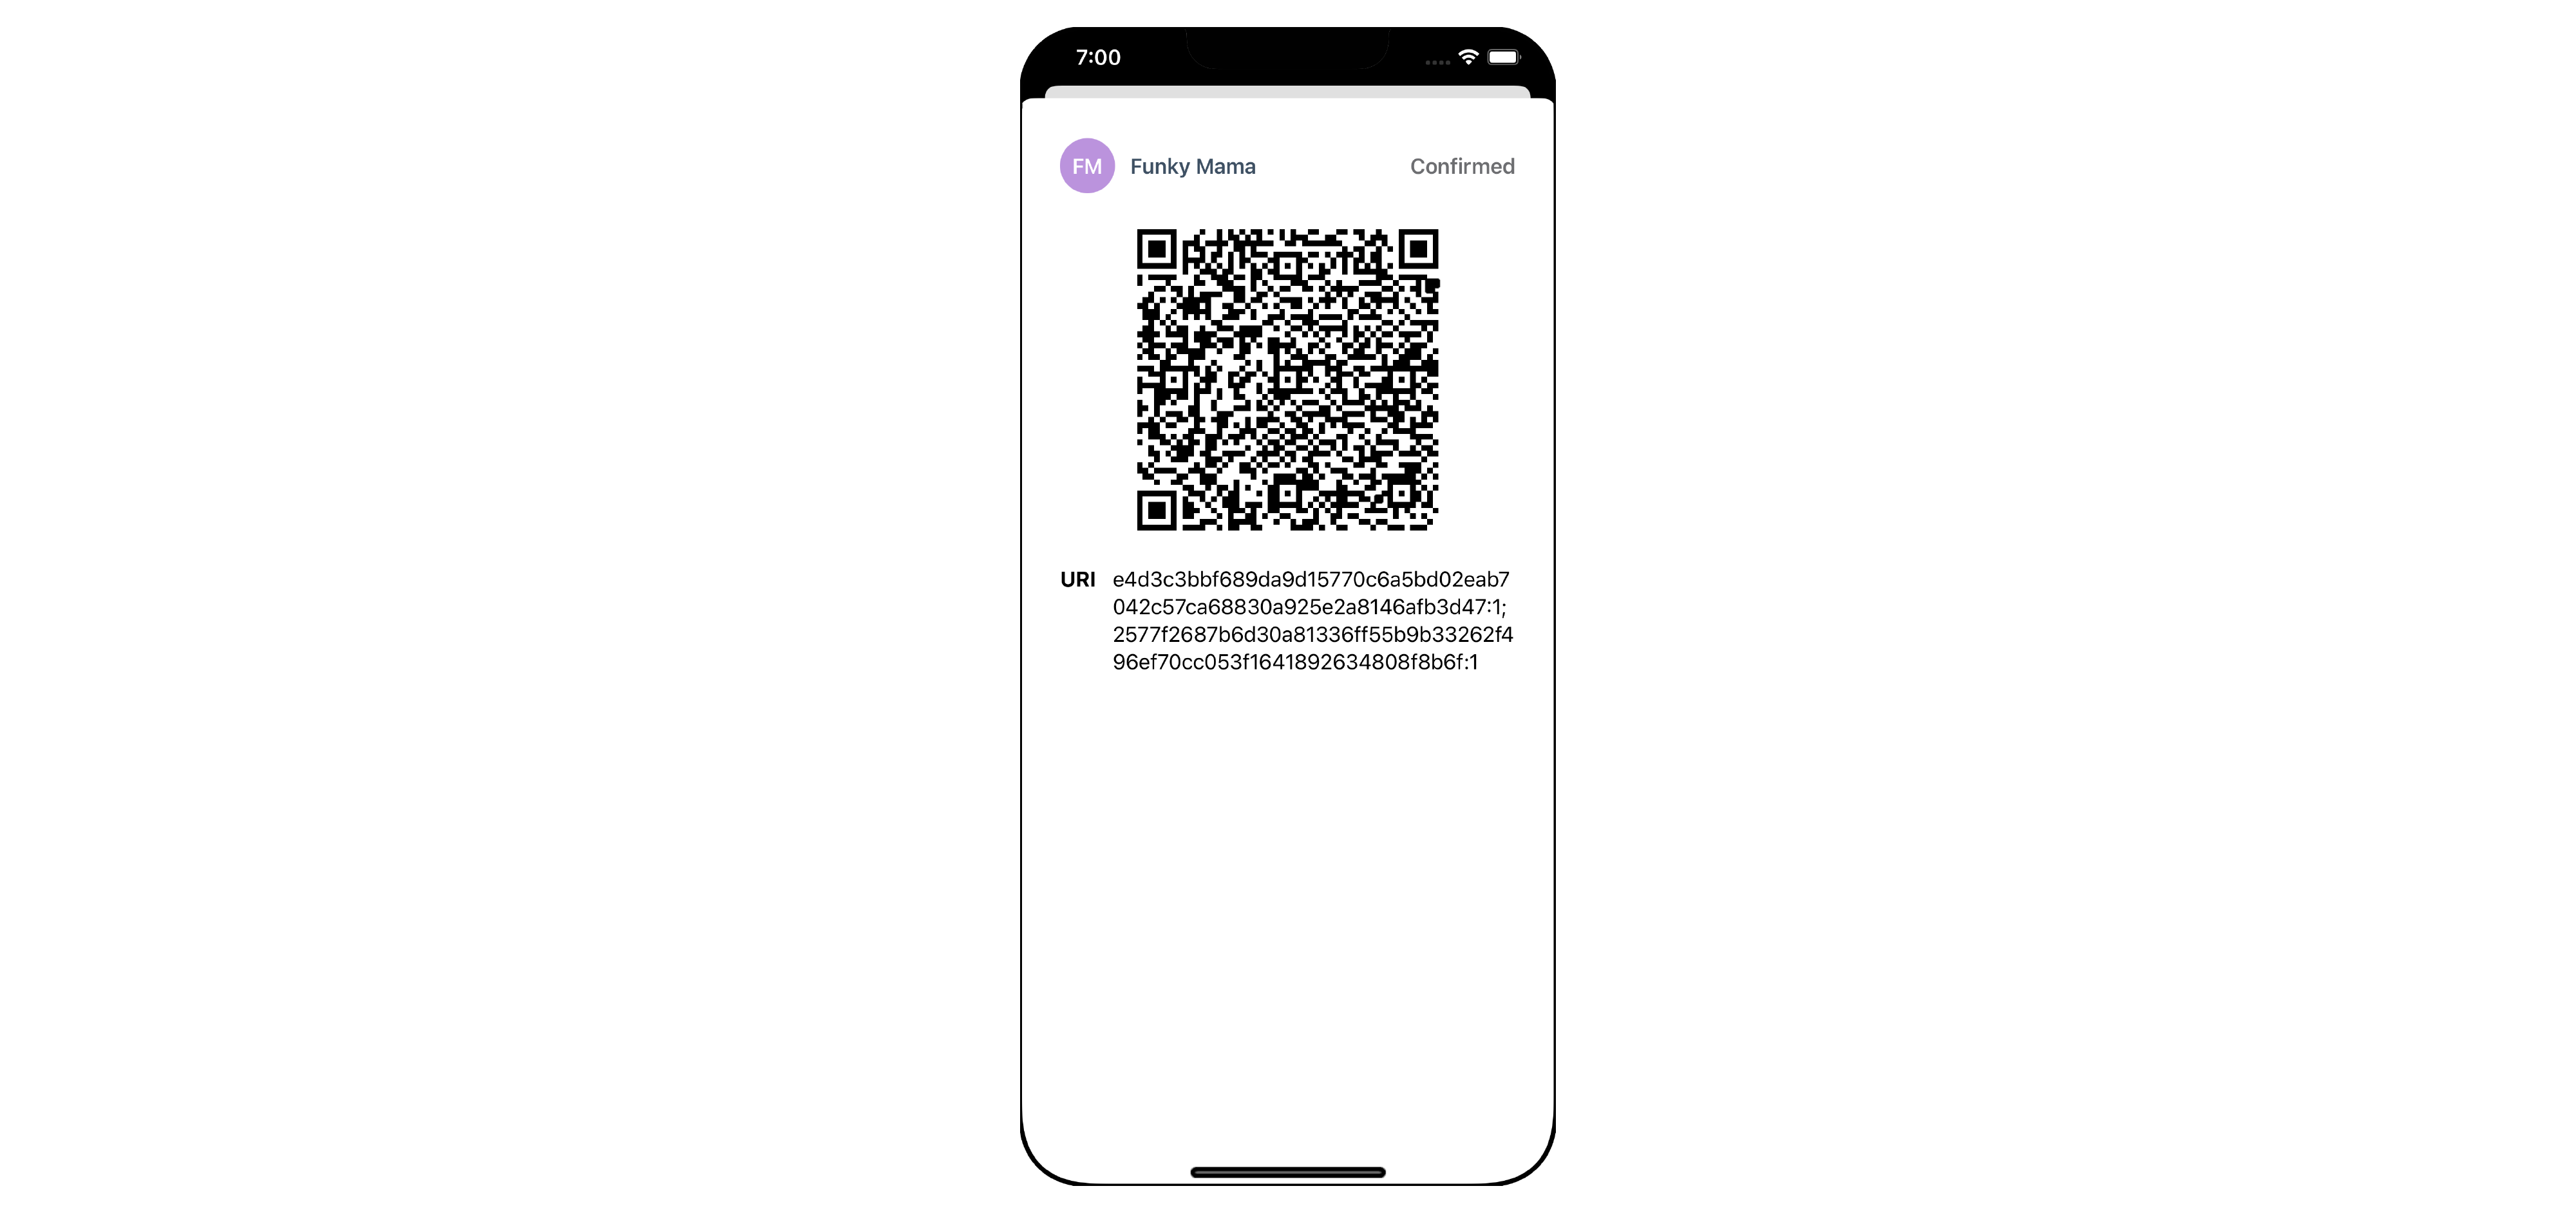 7:00
FM Funky Mama Confirmed
URI e4d3c3bbf689da9d15770c6a5bd02eab7
042c57ca68830a925e2a8146afb3d47:1;
2577f2687b6d30a81336ff55b9b33262f4
96ef70cc053f1641892634808f8b6f:1